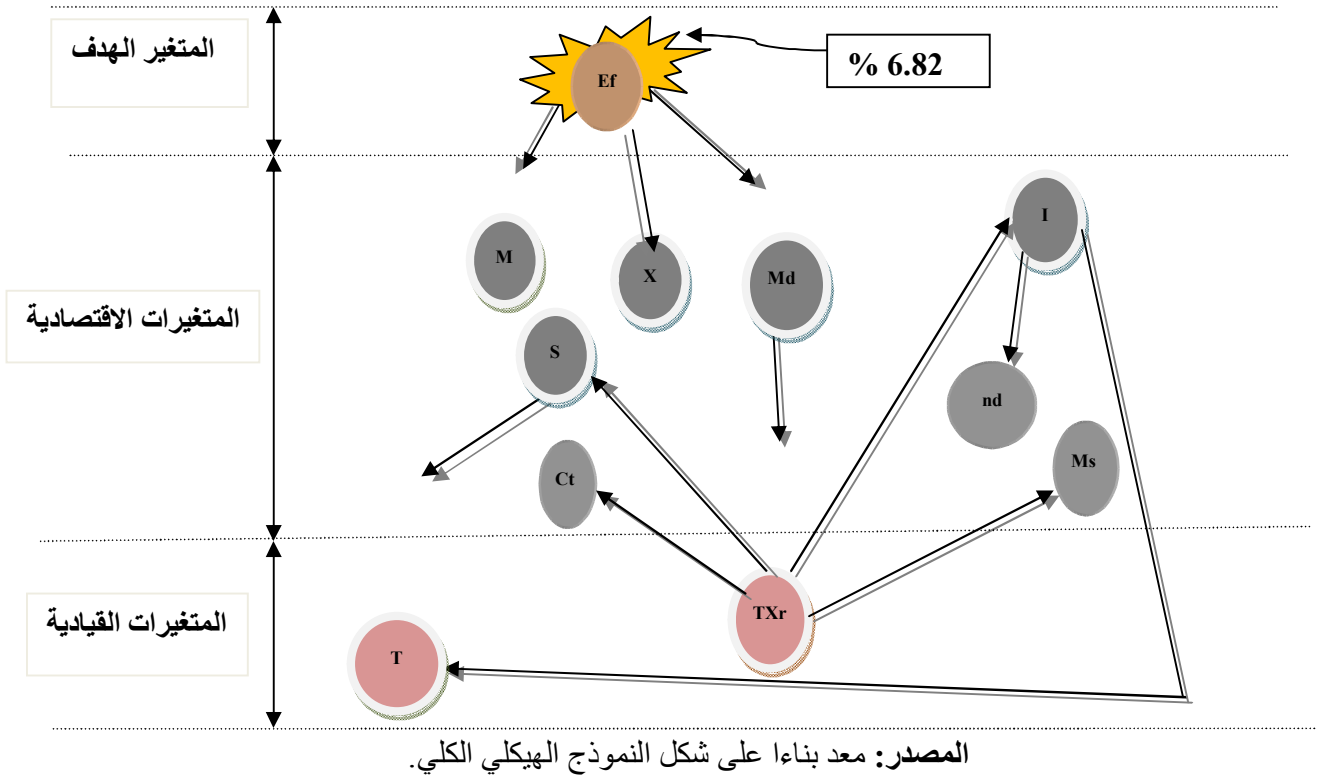 المتغير الهدف
Ef
% 6.82
المتغيرات الاقتصادية
M
X
Md
I
S
nd
Ct
Ms
المتغيرات القيادية
T
TXr
المصدر: معد بناءا على شكل النموذج الهيكلي الكلي.